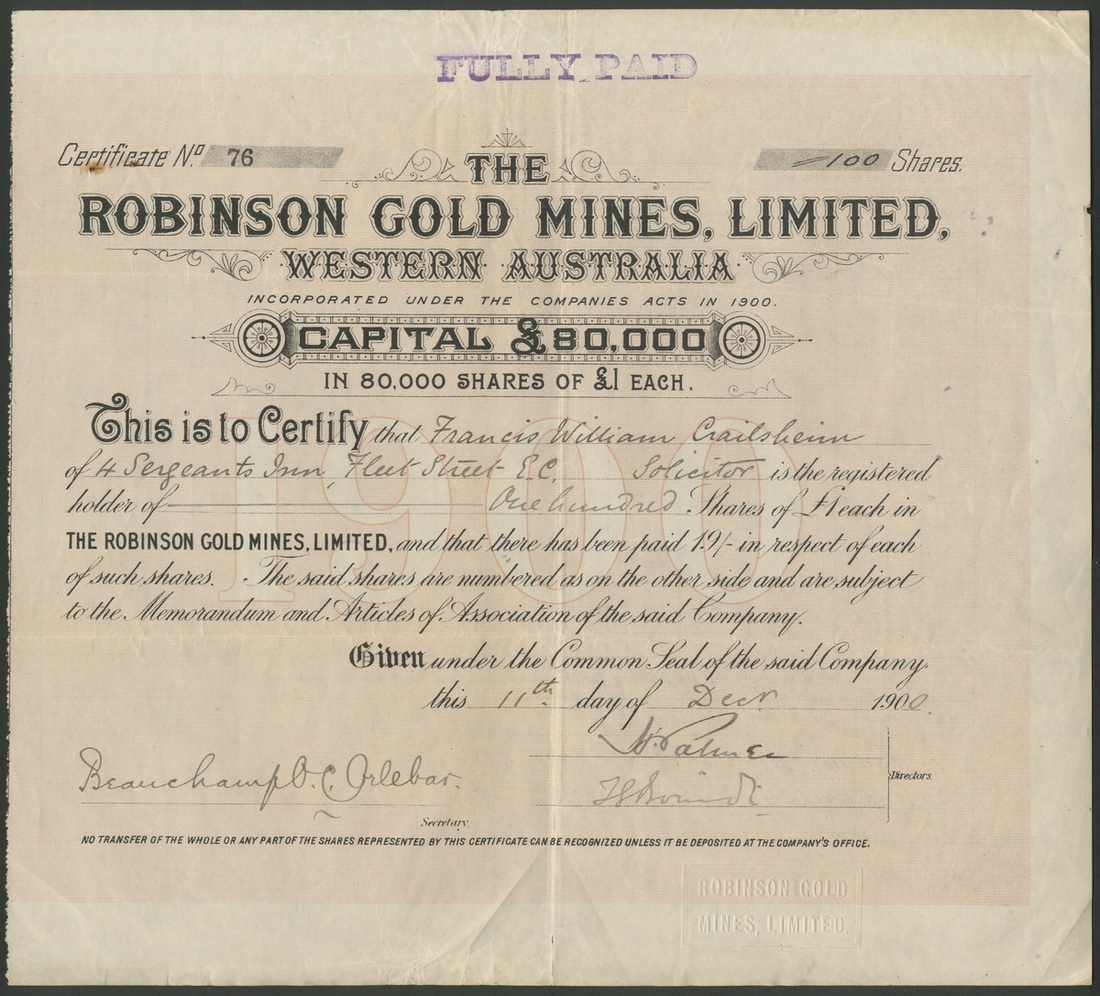 FULLY PAID
Certificate No. 76
100 Shares.
THE
ROBINSON GOLD MINES, LIMITED,
WESTERN AUSTRALIA
INCORPORATED UNDER THE COMPANIES ACTS IN 1900.
CAPITAL £80,000
IN 80,000 SHARES OF £1 EACH.
1900
This is to Certify that Francis William Crailsheim
of 4 Sergeants Inn, Fleet Street E.C. Solicitor is the registered
holder of One hundred Shares of £1 each in
THE ROBINSON GOLD MINES, LIMITED, and that there has been paid 19/- in respect of each
of such shares. The said shares are numbered as on the other side and are subject
to the Memorandum and Articles of Association of the said Company.
Given under the Common Seal of the said Company.
this 11th day of Decr. 1900.
H. Palmer
Directors.
Beauchamp O. C. Orlebar.
Secretary.
NO TRANSFER OF THE WHOLE OR ANY PART OF THE SHARES REPRESENTED BY THIS CERTIFICATE CAN BE RECOGNIZED UNLESS IT BE DEPOSITED AT THE COMPANY'S OFFICE.
ROBINSON GOLD
MINES, LIMITED.